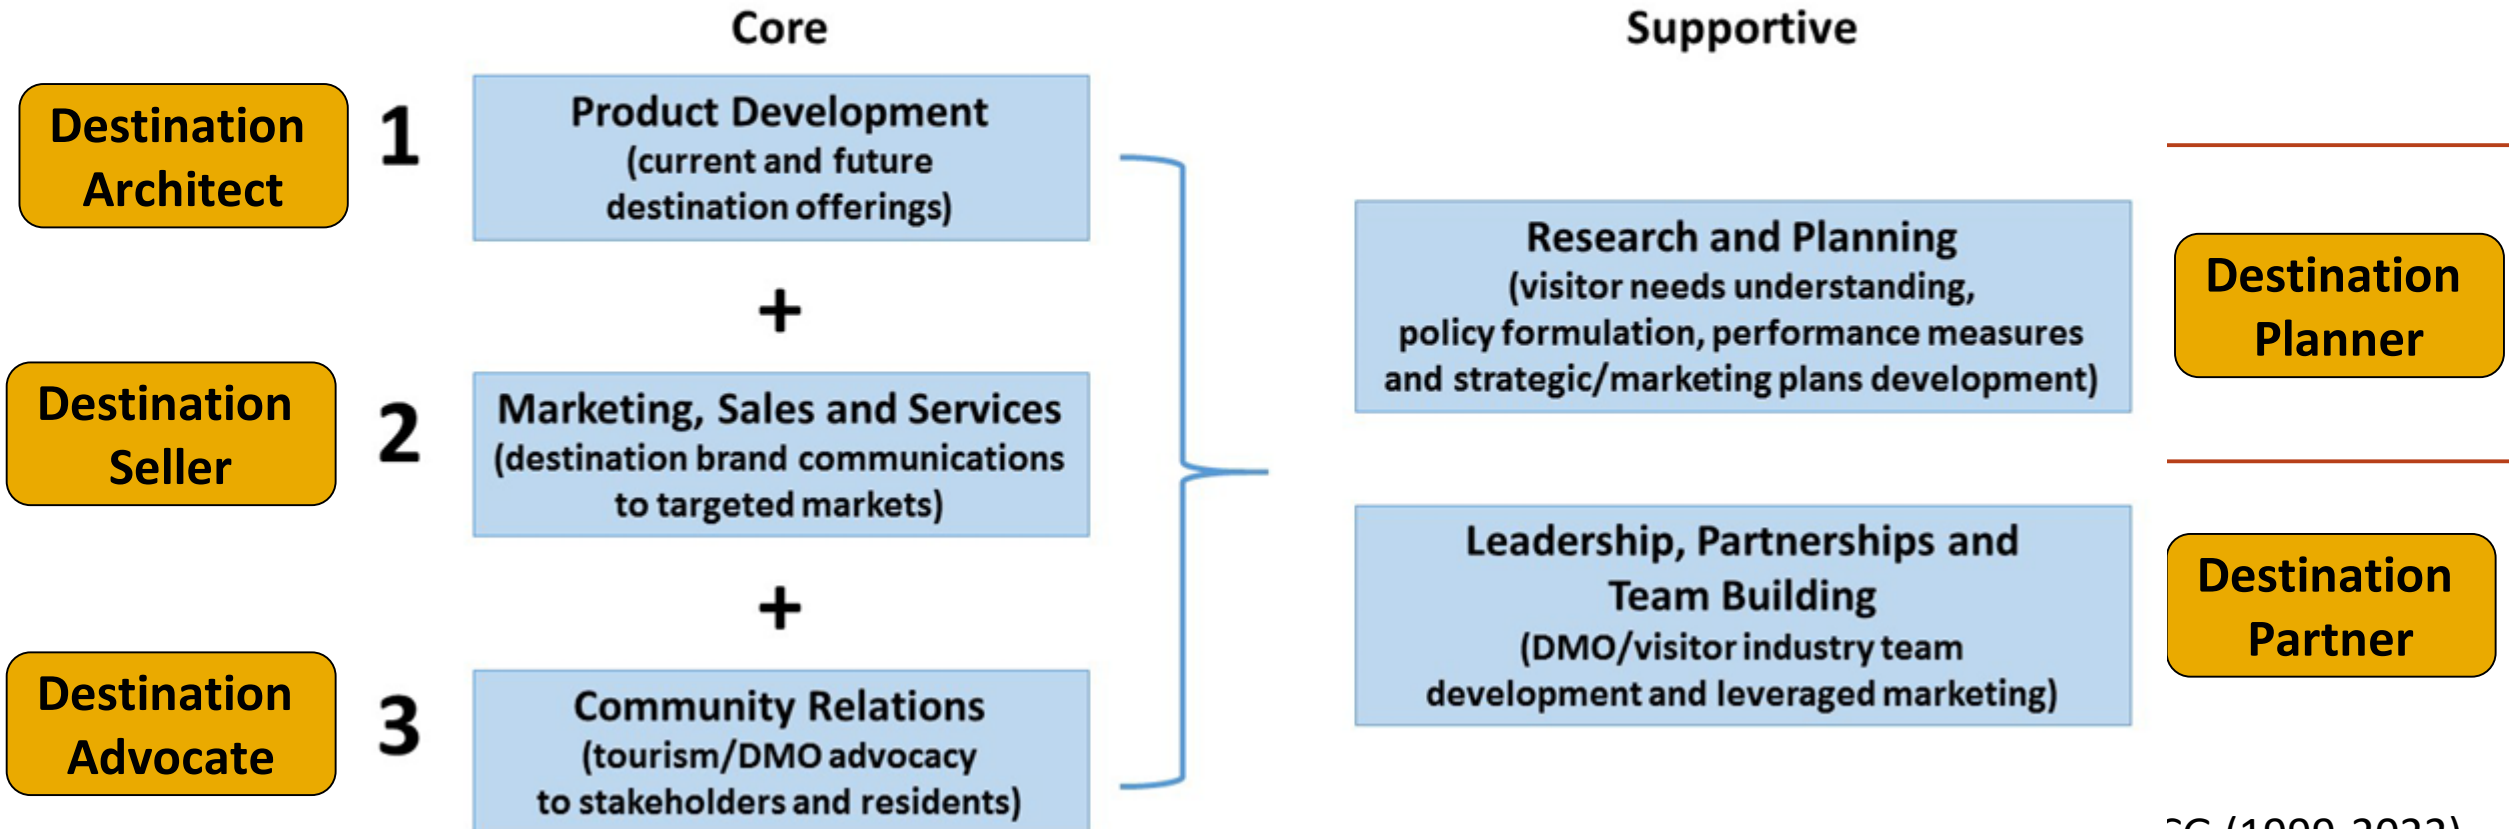 Core
Supportive
Destination
Architect
1
Product Development
(current and future
destination offerings)
+
Destination
Seller
2
Marketing, Sales and Services
(destination brand communications
to targeted markets)
+
Destination
Advocate
3
Community Relations
(tourism/DMO advocacy
to stakeholders and residents)
Research and Planning
(visitor needs understanding,
policy formulation, performance measures
and strategic/marketing plans development)
Destination
Planner
Leadership, Partnerships and
Team Building
(DMO/visitor industry team
development and leveraged marketing)
Destination
Partner